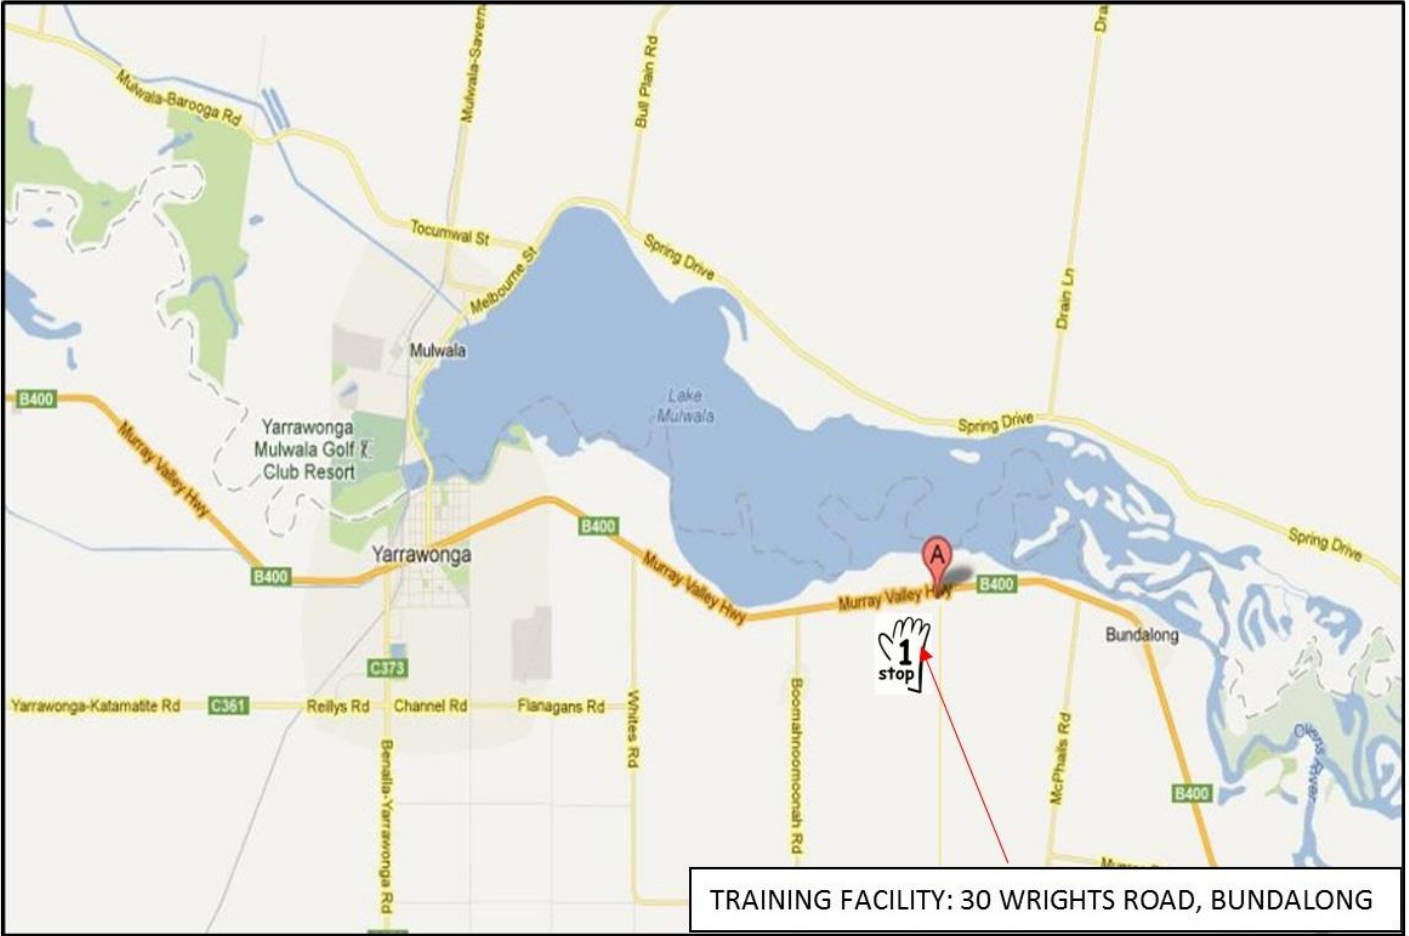 Mulwala-Savern
Bull Plain Rd
Dra
Mulwala-Barooga Rd
Tocumwal St
Melbourne St
Spring Drive
Drain Ln
Mulwala
Lake
Mulwala
B400
Murray Valley Hwy
Yarrawonga
Mulwala Golf
Club Resort
Spring Drive
Spring Drive
B400
Yarrawonga
B400
Murray Valley Hwy
A
Murray Valley Hwy
B400
Bundalong
1
stop
C373
Yarrawonga-Katamatite Rd
C361
Reillys Rd
Channel Rd
Flanagans Rd
Whites Rd
Boomahnoomoonah Rd
McPhails Rd
Ovens River
B400
Benalla-Yarrawonga Rd
TRAINING FACILITY: 30 WRIGHTS ROAD, BUNDALONG